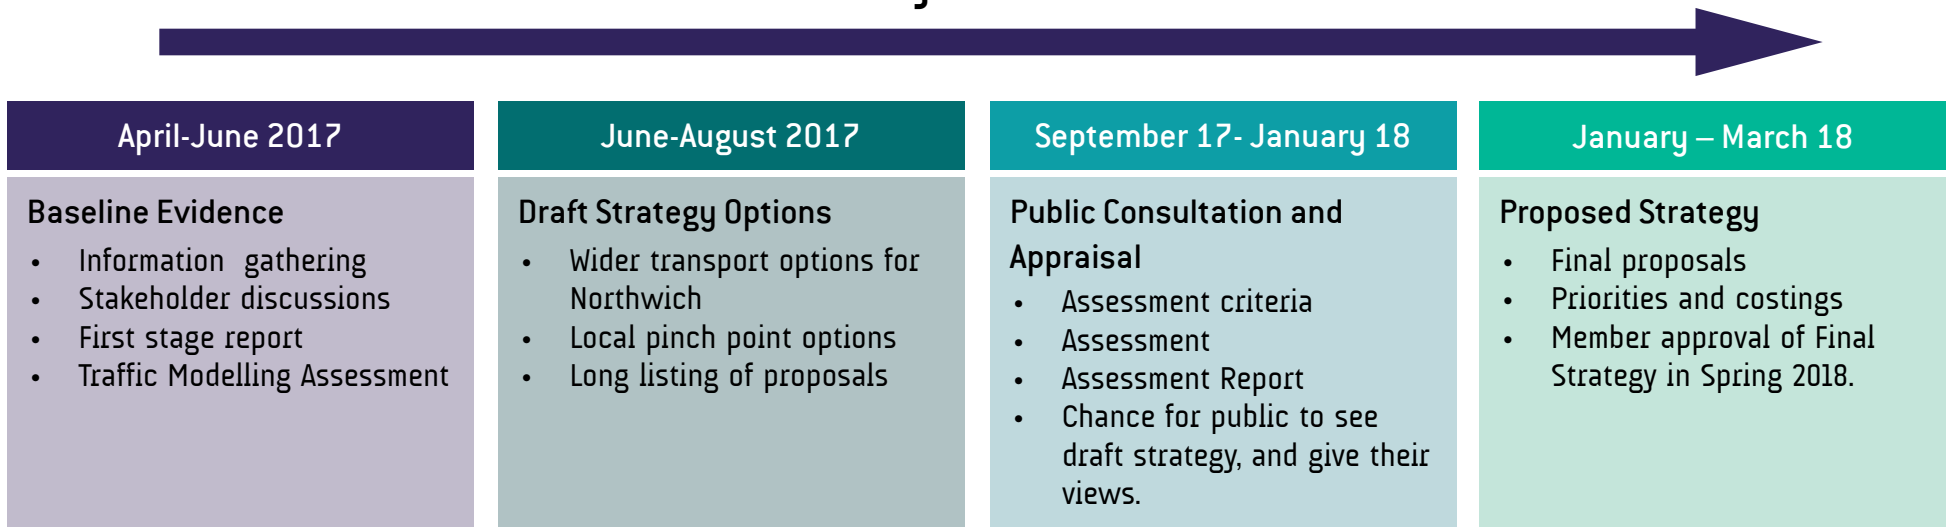 April-June 2017
Baseline Evidence
• Information gathering
• Stakeholder discussions
• First stage report
• Traffic Modelling Assessment
June-August 2017
Draft Strategy Options
• Wider transport options for
Northwich
• Local pinch point options
• Long listing of proposals
September 17- January 18
Public Consultation and
Appraisal
• Assessment criteria
• Assessment
• Assessment Report
• Chance for public to see
draft strategy, and give their
views.
January – March 18
Proposed Strategy
• Final proposals
• Priorities and costings
• Member approval of Final
Strategy in Spring 2018.